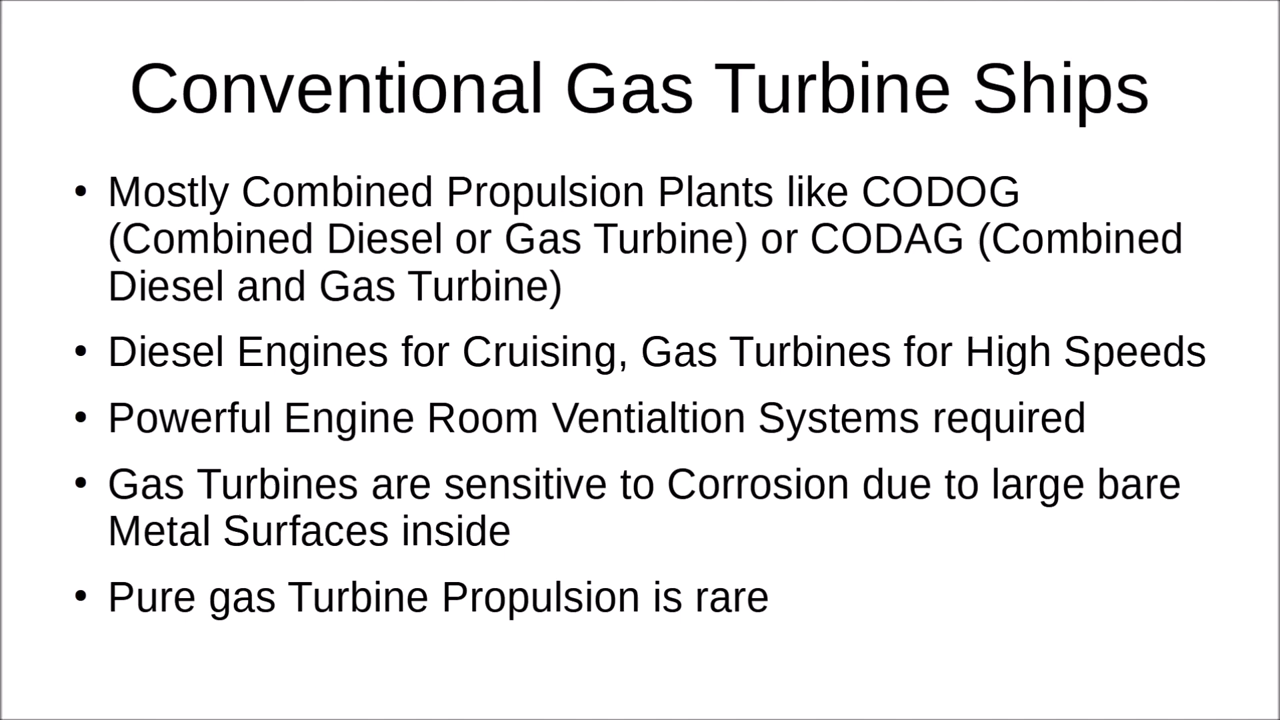 Conventional Gas Turbine Ships
• Mostly Combined Propulsion Plants like CODOG
(Combined Diesel or Gas Turbine) or CODAG (Combined
Diesel and Gas Turbine)
• Diesel Engines for Cruising, Gas Turbines for High Speeds
• Powerful Engine Room Ventialtion Systems required
• Gas Turbines are sensitive to Corrosion due to large bare
Metal Surfaces inside
• Pure gas Turbine Propulsion is rare